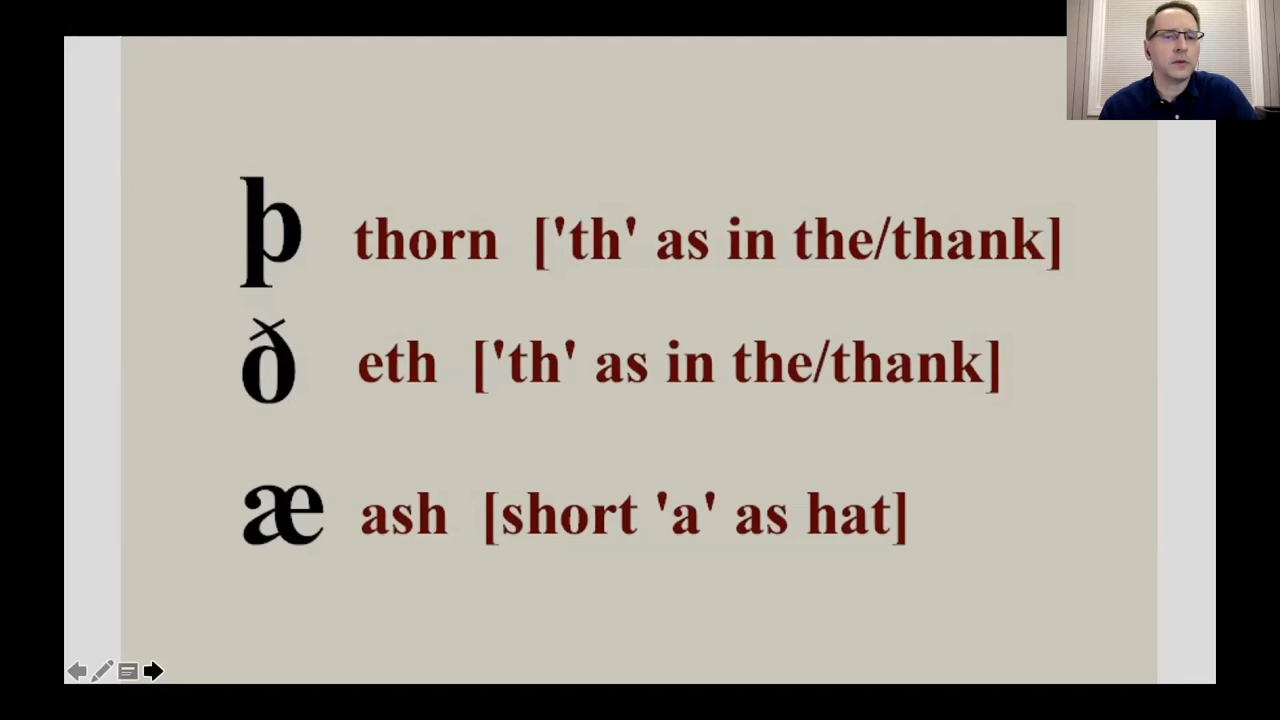 þ thorn ['th' as in the/thank]
ð eth ['th' as in the/thank]
æ ash [short 'a' as hat]